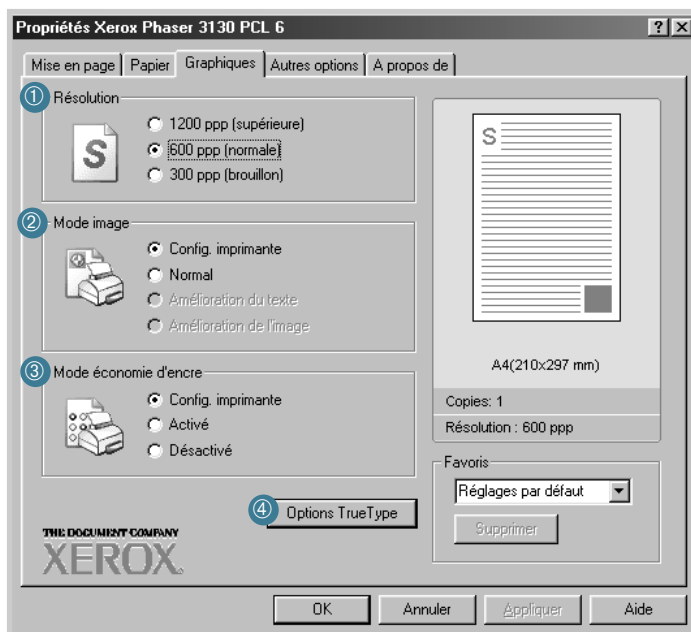 Propriétés Xerox Phaser 3130 PCL 6
Mise en page Papier Graphiques Autres options A propos de
1 Résolution
1200 ppp (supérieure)
600 ppp (normale)
300 ppp (brouillon)
2 Mode image
Config. imprimante
Normal
Amélioration du texte
Amélioration de l'image
3 Mode économie d'encre
Config. imprimante
Activé
Désactivé
4 Options TrueType
THE DOCUMENT COMPANY
XEROX
S
S
A4(210x297 mm)
Copies: 1
Résolution : 600 ppp
Favoris
Réglages par défaut
Supprimer
OK Annuler Appliquer Aide